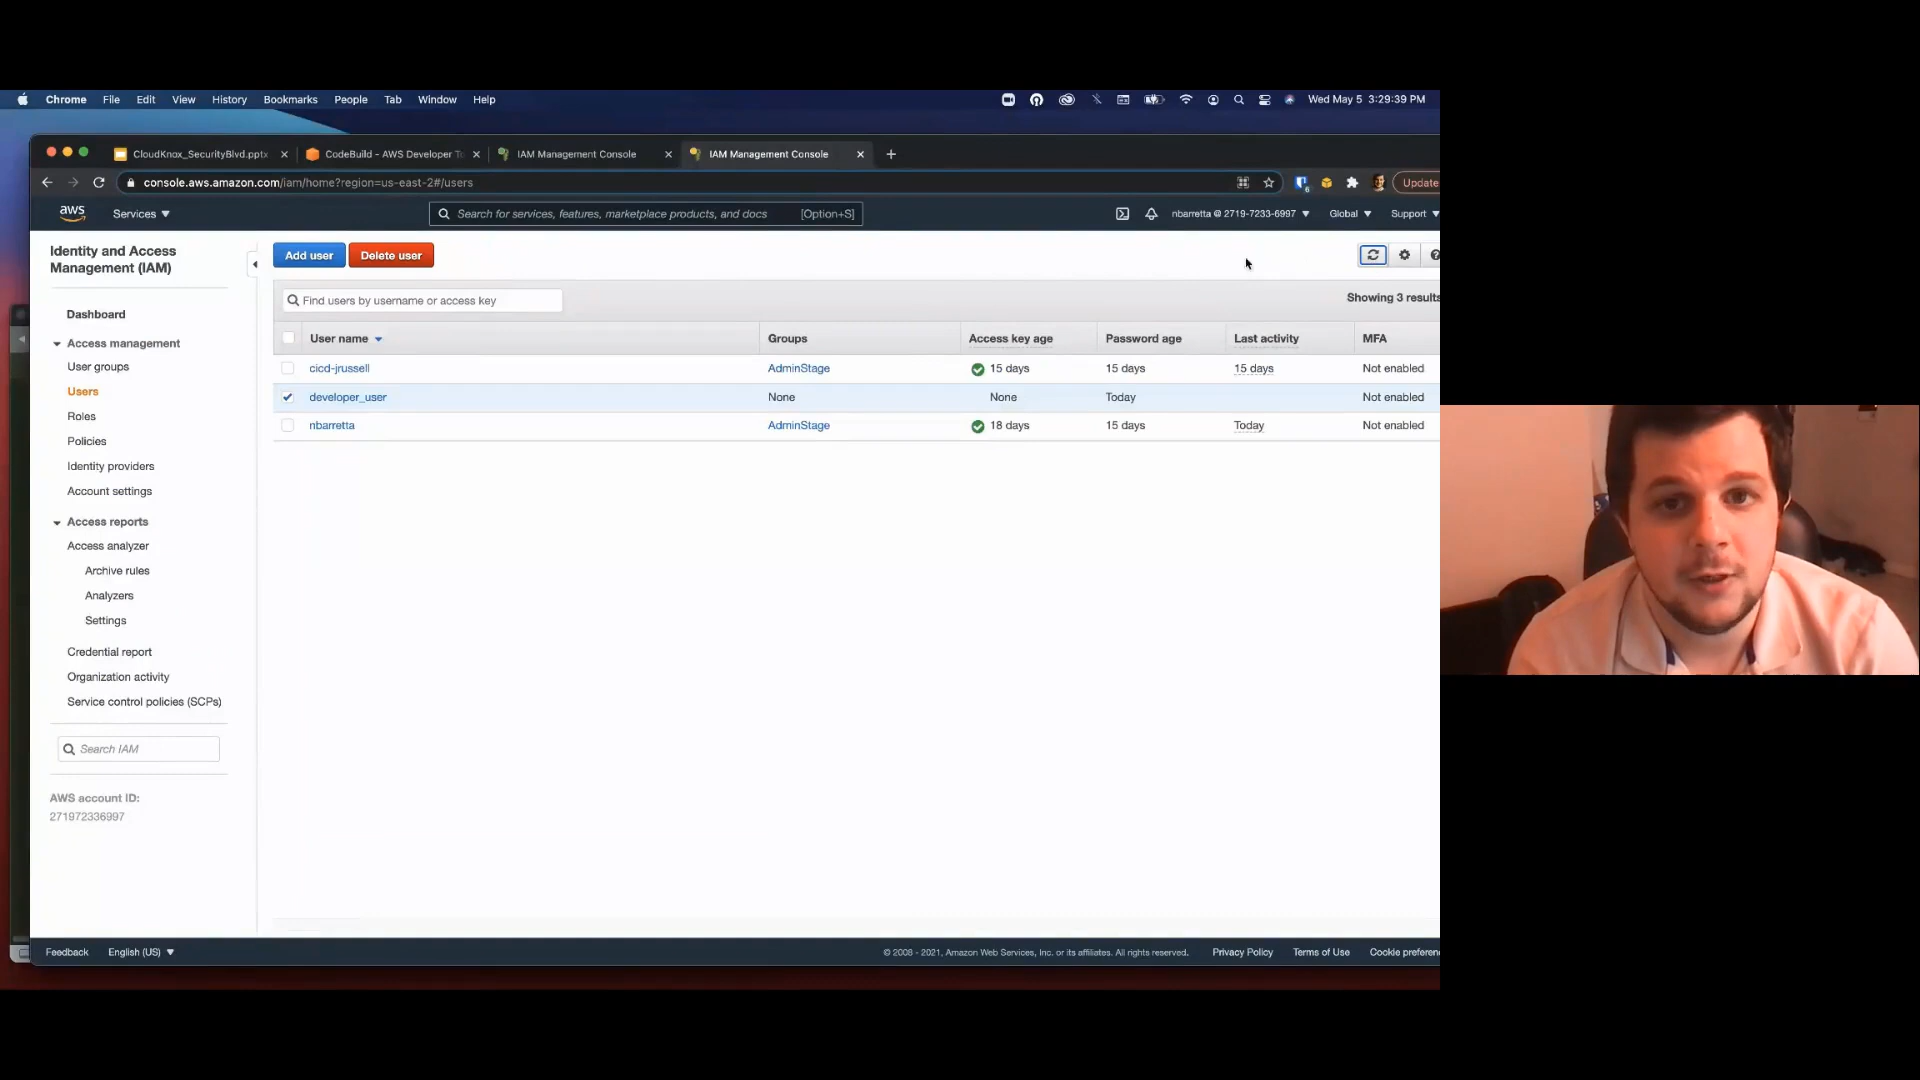 Chrome File Edit View History Bookmarks People Tab Window Help Wed May 5 3:29:39 PM
CloudKnox_SecurityBlvd.pptx CodeBuild - AWS Developer To IAM Management Console IAM Management Console
console.aws.amazon.com/iam/home?region=us-east-2#/users Update
aws Services Search for services, features, marketplace products, and docs [Option+S] nbarretta @ 2719-7233-6997 Global Support
Identity and Access
Management (IAM)
Dashboard
Access management
User groups
Users
Roles
Policies
Identity providers
Account settings
Access reports
Access analyzer
Archive rules
Analyzers
Settings
Credential report
Organization activity
Service control policies (SCPs)
Search IAM
AWS account ID:
271972336997
Add user Delete user
Find users by username or access key Showing 3 results
User name Groups Access key age Password age Last activity MFA
cicd-jrussell AdminStage 15 days 15 days 15 days Not enabled
developer_user None None Today Not enabled
nbarretta AdminStage 18 days 15 days Today Not enabled
Feedback English (US) © 2008 - 2021, Amazon Web Services, Inc. or its affiliates. All rights reserved. Privacy Policy Terms of Use Cookie preferen